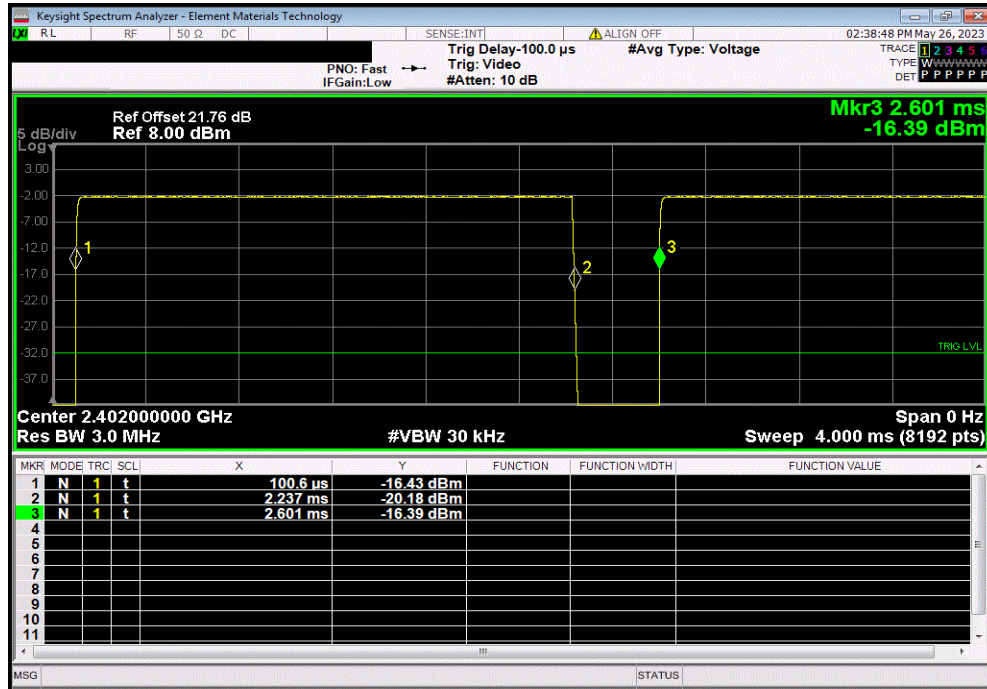 Keysight Spectrum Analyzer - Element Materials Technology
LXI RL RF 50 Ω DC SENSE:INT ALIGN OFF 02:38:48 PM May 26, 2023
Trig Delay-100.0 µs #Avg Type: Voltage TRACE 1 2 3 4 5 6
PNO: Fast Trig: Video TYPE WWWWWW
IFGain:Low #Atten: 10 dB DET P P P P P P
Mkr3 2.601 ms
-16.39 dBm
Ref Offset 21.76 dB
5 dB/div Ref 8.00 dBm
Log
3.00
-2.00
-7.00
-12.0
1
2
3
-17.0
-22.0
-27.0
-32.0
TRIG LVL
-37.0
Center 2.402000000 GHz Span 0 Hz
Res BW 3.0 MHz #VBW 30 kHz Sweep 4.000 ms (8192 pts)
MKR MODE TRC SCL X Y FUNCTION FUNCTION WIDTH FUNCTION VALUE
1 N 1 t 100.6 µs -16.43 dBm
2 N 1 t 2.237 ms -20.18 dBm
3 N 1 t 2.601 ms -16.39 dBm
4
5
6
7
8
9
10
11
MSG STATUS